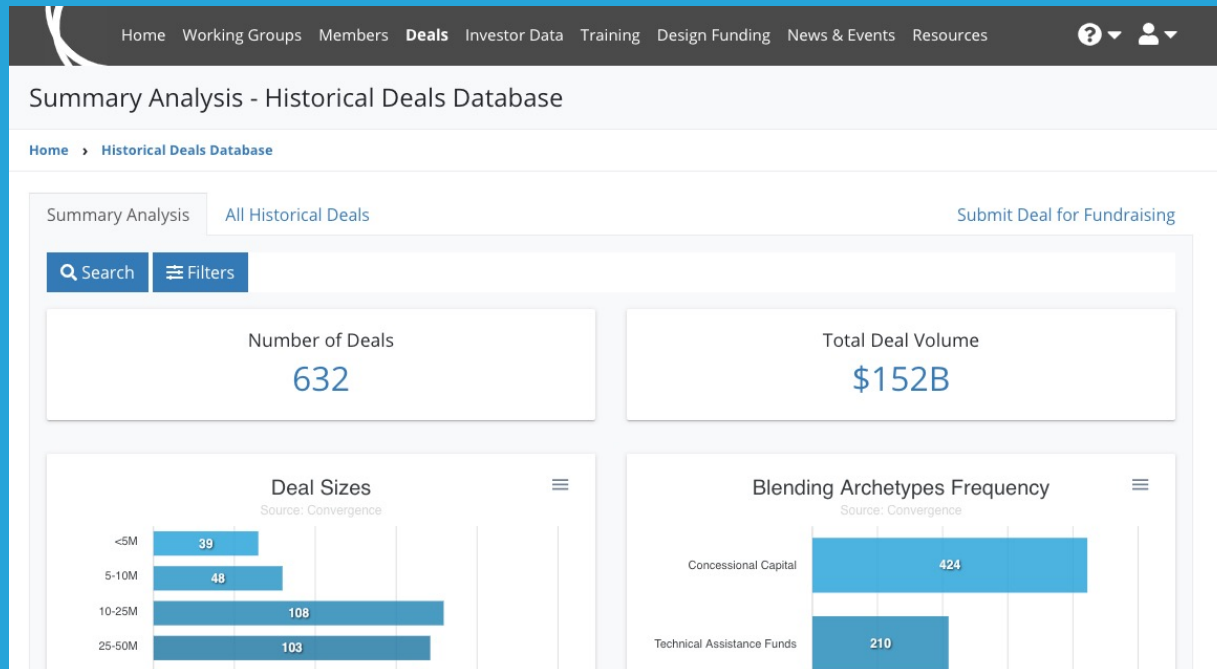 Home Working Groups Members Deals Investor Data Training Design Funding News & Events Resources
Summary Analysis - Historical Deals Database
Home › Historical Deals Database
Summary Analysis All Historical Deals Submit Deal for Fundraising
Search Filters
Number of Deals
632
Total Deal Volume
$152B
Deal Sizes
Source: Convergence
<5M 39
5-10M 48
10-25M 108
25-50M 103
Blending Archetypes Frequency
Source: Convergence
Concessional Capital 424
Technical Assistance Funds 210